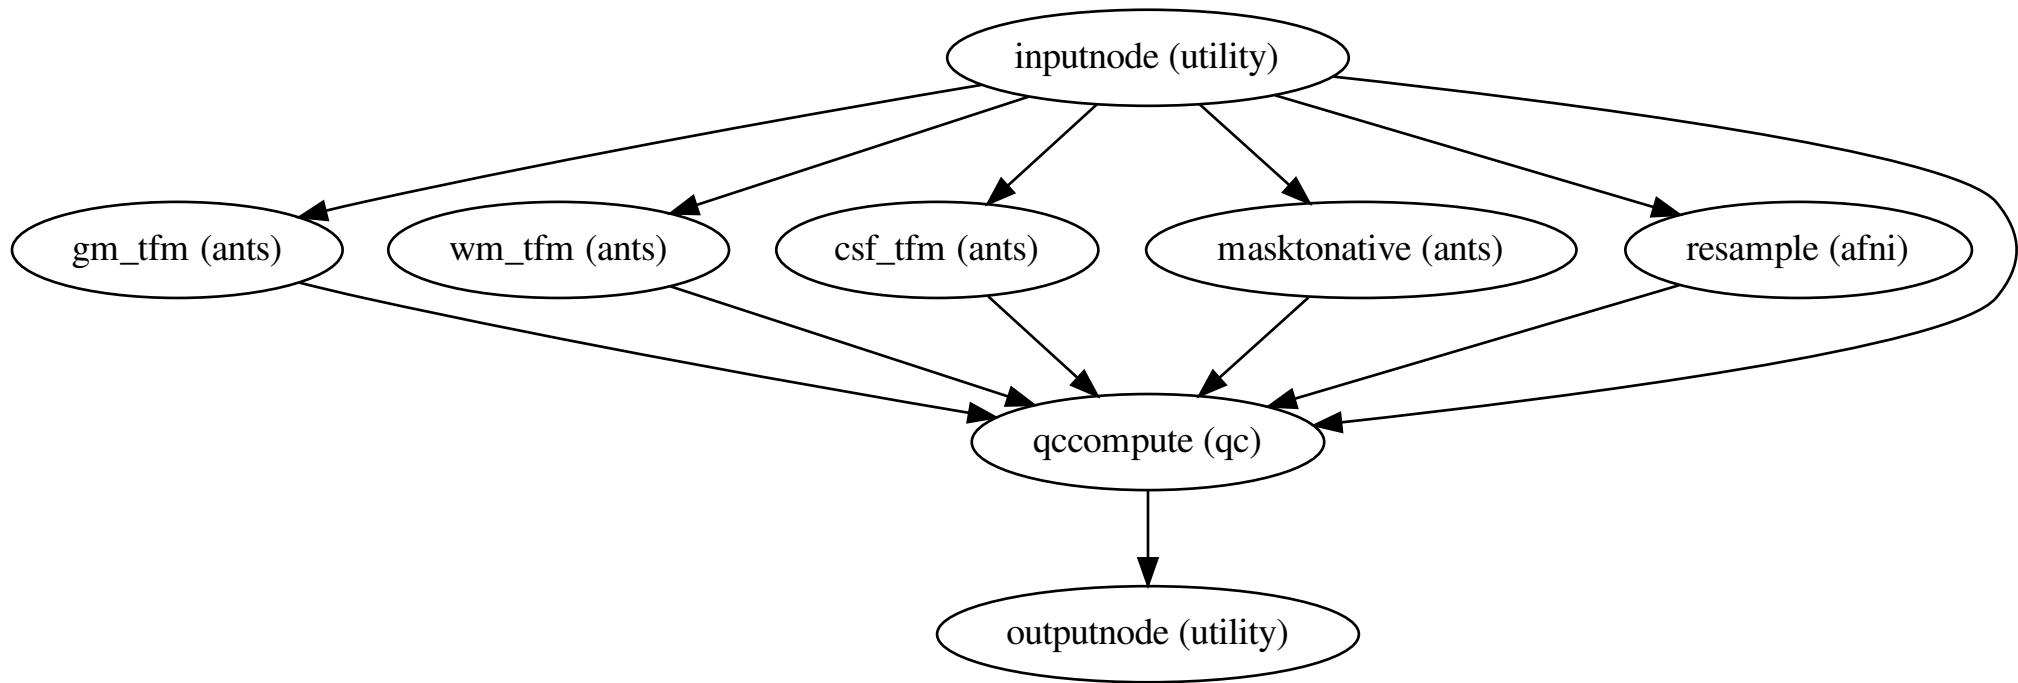 inputnode (utility)
gm_tfm (ants)
wm_tfm (ants)
csf_tfm (ants)
masktonative (ants)
resample (afni)
qccompute (qc)
outputnode (utility)